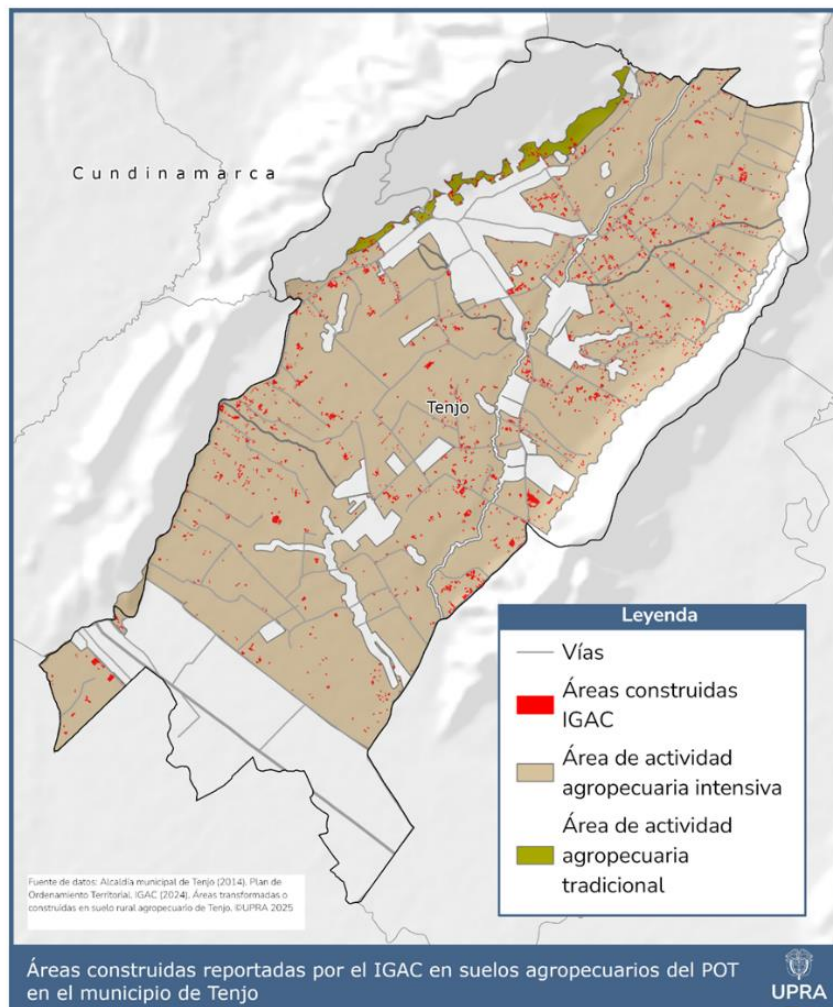 Cundinamarca
Tenjo
Leyenda
Vías
Áreas construidas
IGAC
Área de actividad
agropecuaria intensiva
Área de actividad
agropecuaria
tradicional
Fuente de datos: Alcaldía municipal de Tenjo (2014). Plan de
Ordenamiento Territorial. IGAC (2024). Áreas transformadas o
construidas en suelo rural agropecuario de Tenjo. ©UPRA 2025
Áreas construidas reportadas por el IGAC en suelos agropecuarios del POT
en el municipio de Tenjo
UPRA